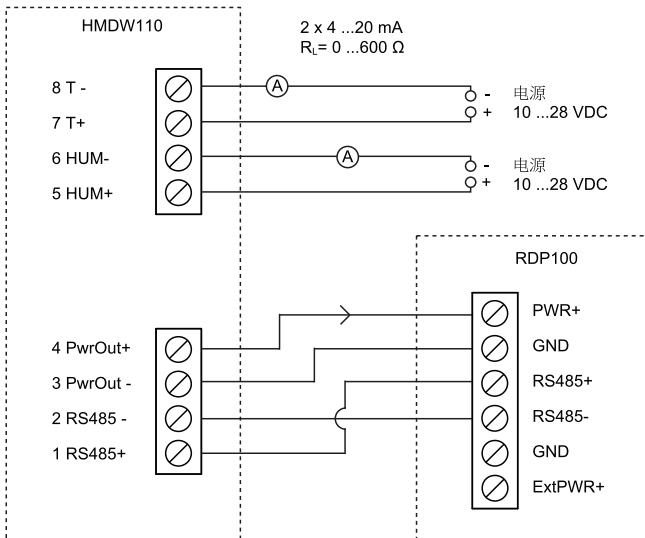 HMDW110
2 x 4 ...20 mA
RL= 0 ...600 Ω
8 T -
7 T+
6 HUM-
5 HUM+
A
- 电源
+ 10 ...28 VDC
A
- 电源
+ 10 ...28 VDC
RDP100
4 PwrOut+
3 PwrOut -
2 RS485 -
1 RS485+
PWR+
GND
RS485+
RS485-
GND
ExtPWR+